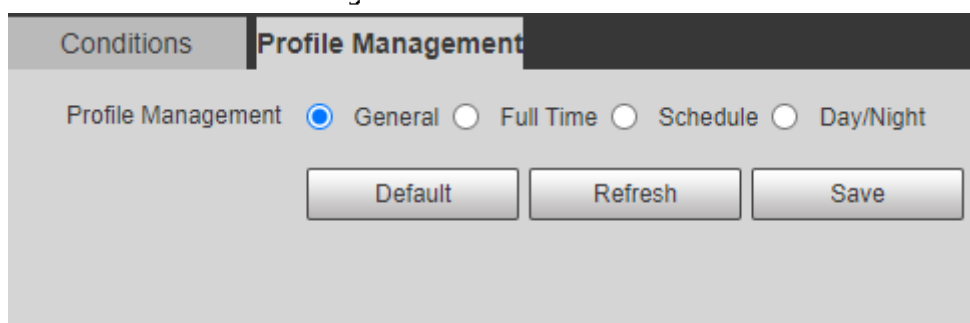 Conditions Profile Management
Profile Management General Full Time Schedule Day/Night
Default Refresh Save